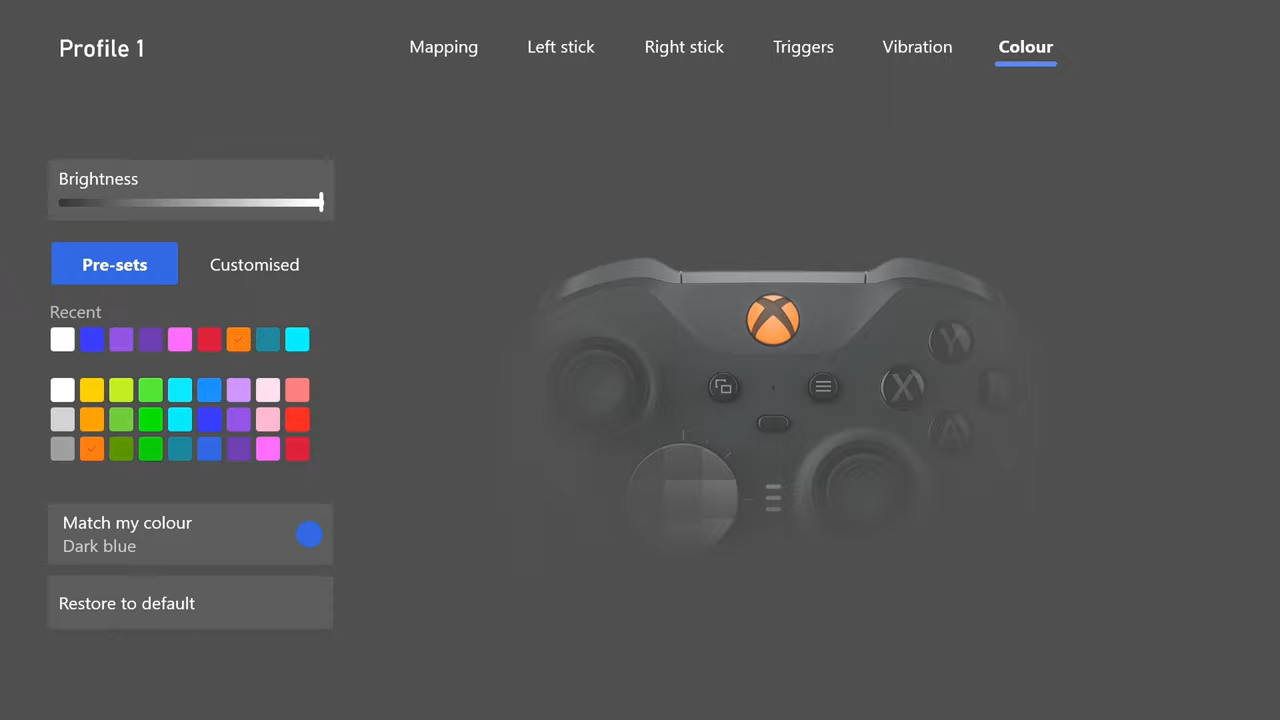 Profile 1
Mapping
Left stick
Right stick
Triggers
Vibration
Colour
Brightness
Pre-sets
Customised
Recent
Match my colour
Dark blue
Restore to default
Y
X
A